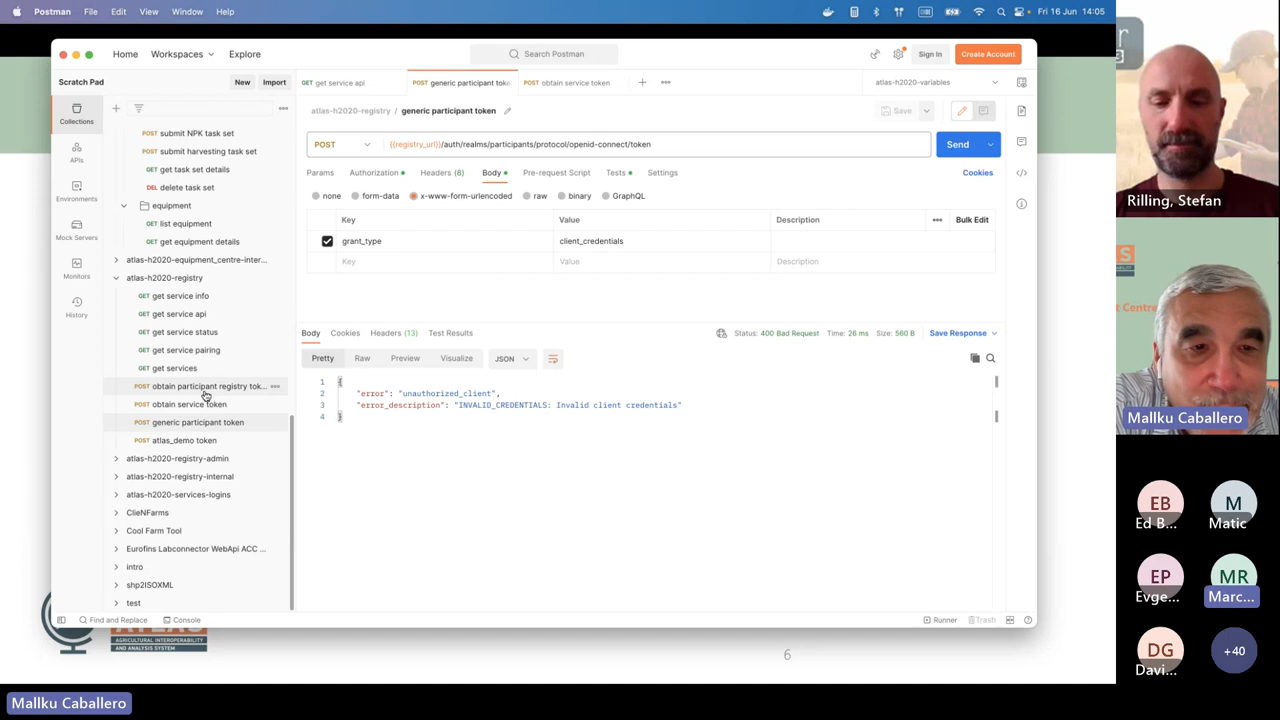 Postman File Edit View Window Help
Fri 16 Jun 14:05
Home Workspaces Explore
Search Postman
Sign In
Create Account
Scratch Pad
New
Import
get service api
POST generic participant tok
POST obtain service token
atlas-h2020-variables
Collections
APIs
Environments
Mock Servers
Monitors
History
POST submit NPK task set
POST submit harvesting task set
GET get task set details
DEL delete task set
equipment
GET list equipment
GET get equipment details
atlas-h2020-equipment_centre-inter...
atlas-h2020-registry
GET get service info
GET get service api
GET get service status
GET get service pairing
GET get services
POST obtain participant registry tok...
POST obtain service token
POST generic participant token
POST atlas_demo token
atlas-h2020-registry-admin
atlas-h2020-registry-internal
atlas-h2020-services-logins
ClieNFarms
Cool Farm Tool
Eurofins Labconnector WebApi ACC ...
intro
shp2ISOXML
test
atlas-h2020-registry / generic participant token
Save
POST
{{registry_url}}/auth/realms/participants/protocol/openid-connect/token
Send
Params Authorization Headers (8) Body Pre-request Script Tests Settings
Cookies
none form-data x-www-form-urlencoded raw binary GraphQL
Key Value Description Bulk Edit
grant_type client_credentials
Key Value Description
Body Cookies Headers (13) Test Results
Status: 400 Bad Request Time: 26 ms Size: 560 B Save Response
Pretty Raw Preview Visualize JSON
1 {
2 "error": "unauthorized_client",
3 "error_description": "INVALID_CREDENTIALS: Invalid client credentials"
4 }
Find and Replace
Console
Runner
Trash
AGRICULTURAL INTEROPERABILITY
AND ANALYSIS SYSTEM
6
Mallku Caballero
r
Rilling, Stefan
S
t Centre
Mallku Caballero
EB
Ed B...
M
Matic
EP
Evge...
MR
Marc...
DG
Davi...
+40